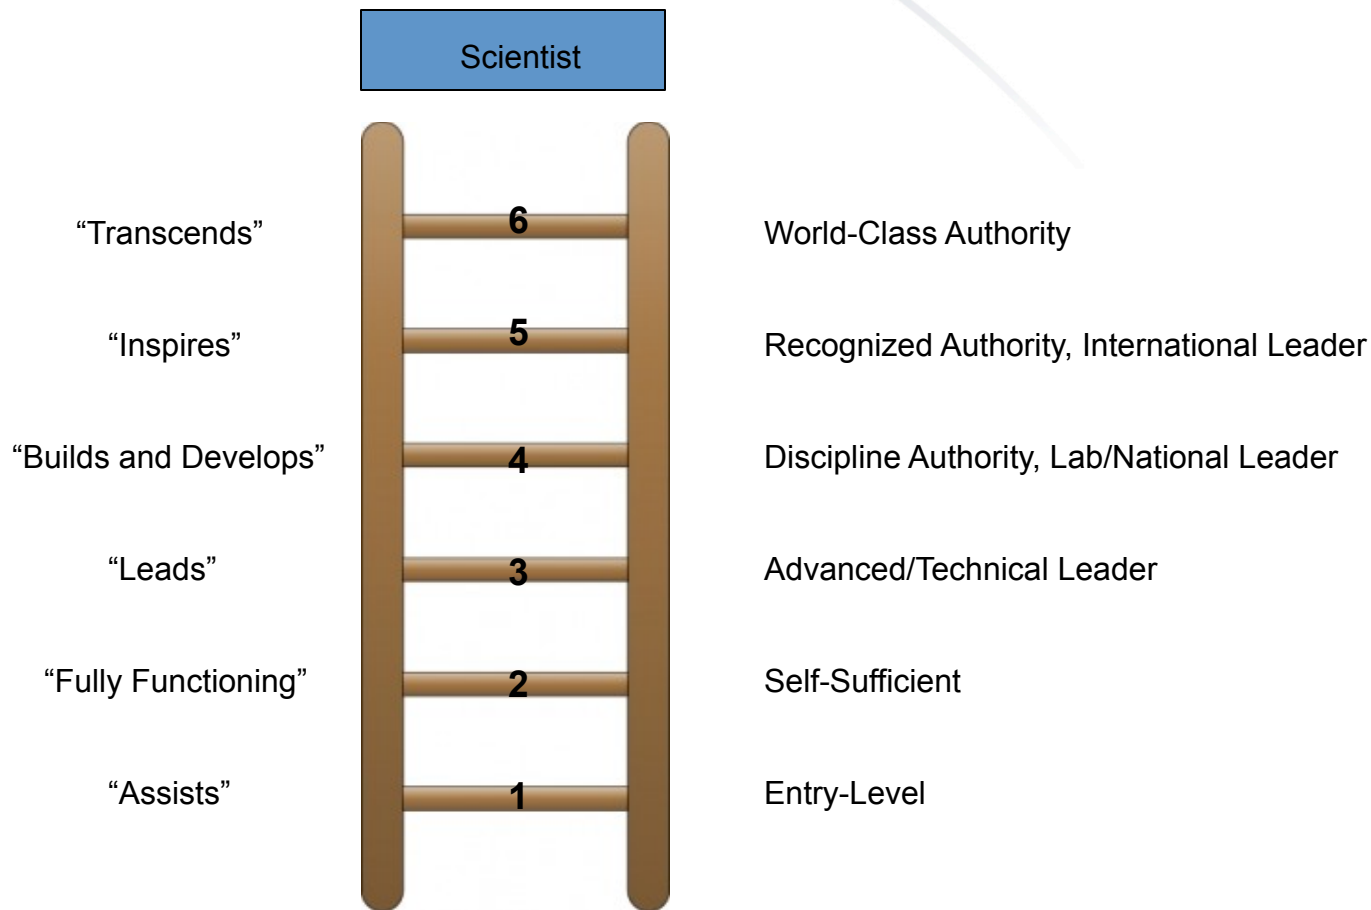 Scientist
“Transcends” 6 World-Class Authority
“Inspires” 5 Recognized Authority, International Leader
“Builds and Develops” 4 Discipline Authority, Lab/National Leader
“Leads” 3 Advanced/Technical Leader
“Fully Functioning” 2 Self-Sufficient
“Assists” 1 Entry-Level